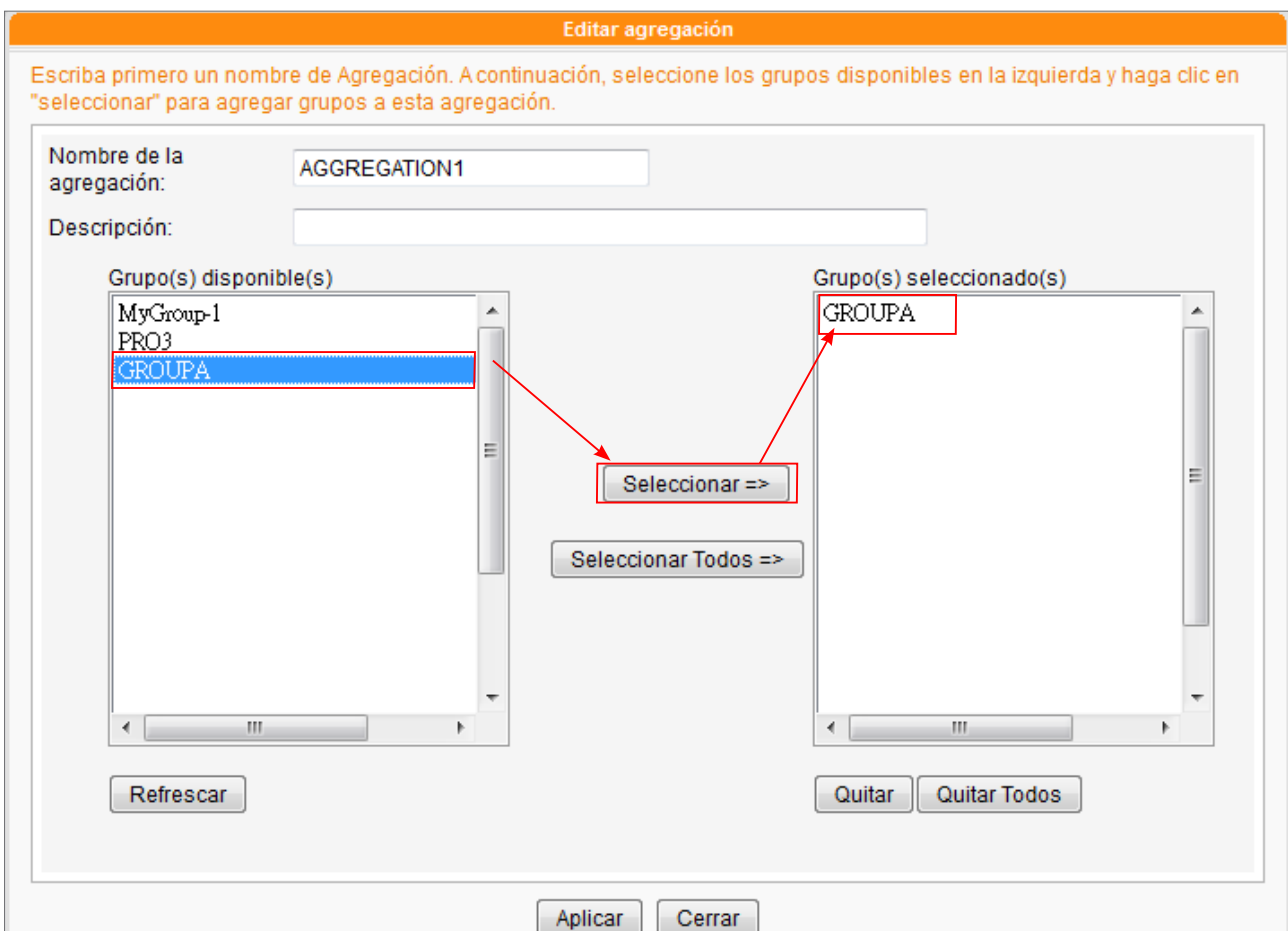 Editar agregación
Escriba primero un nombre de Agregación. A continuación, seleccione los grupos disponibles en la izquierda y haga clic en
"seleccionar" para agregar grupos a esta agregación.
Nombre de la
agregación:
AGGREGATION1
Descripción:
Grupo(s) disponible(s)
MyGroup-1
PRO3
GROUPA
Seleccionar =>
Seleccionar Todos =>
Grupo(s) seleccionado(s)
GROUPA
Refrescar
Quitar
Quitar Todos
Aplicar
Cerrar